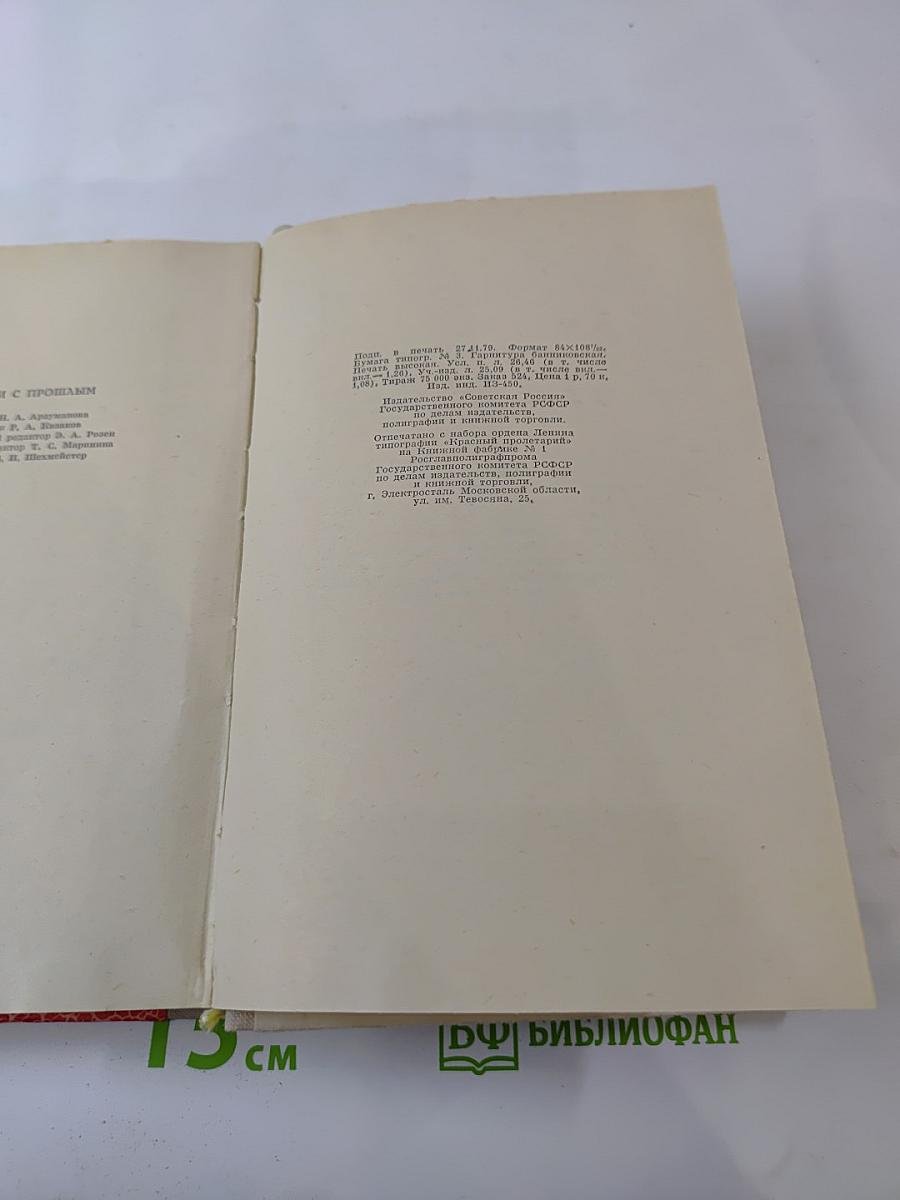 И С ПРОШЛЫМ
Н. А. Арзуманова
Р. А. Казаков
редактор Э. А. Розен
Т. С. Маринина
П. Шехмейстер
Подп. в печать 27.11.79. Формат 84×108¹/₃₂.
Бумага типогр. № 3. Гарнитура банниковская.
Печать высокая. Усл. п. л. 26,46 (в т. числе
вкл.— 1,26). Уч.-изд. л. 25,09 (в т. числе вкл.—
1,08). Тираж 75 000 экз. Заказ 524. Цена 1 р. 70 к.
Изд. инд. ИЗ-450.
Издательство «Советская Россия»
Государственного комитета РСФСР
по делам издательств,
полиграфии и книжной торговли.
Отпечатано с набора ордена Ленина
типографии «Красный пролетарий»
на Книжной фабрике № 1
Росглавполиграфпрома
Государственного комитета РСФСР
по делам издательств, полиграфии
и книжной торговли,
г. Электросталь Московской области,
ул. им. Тевосяна, 25.
15 см
БФ БИБЛИОФАН